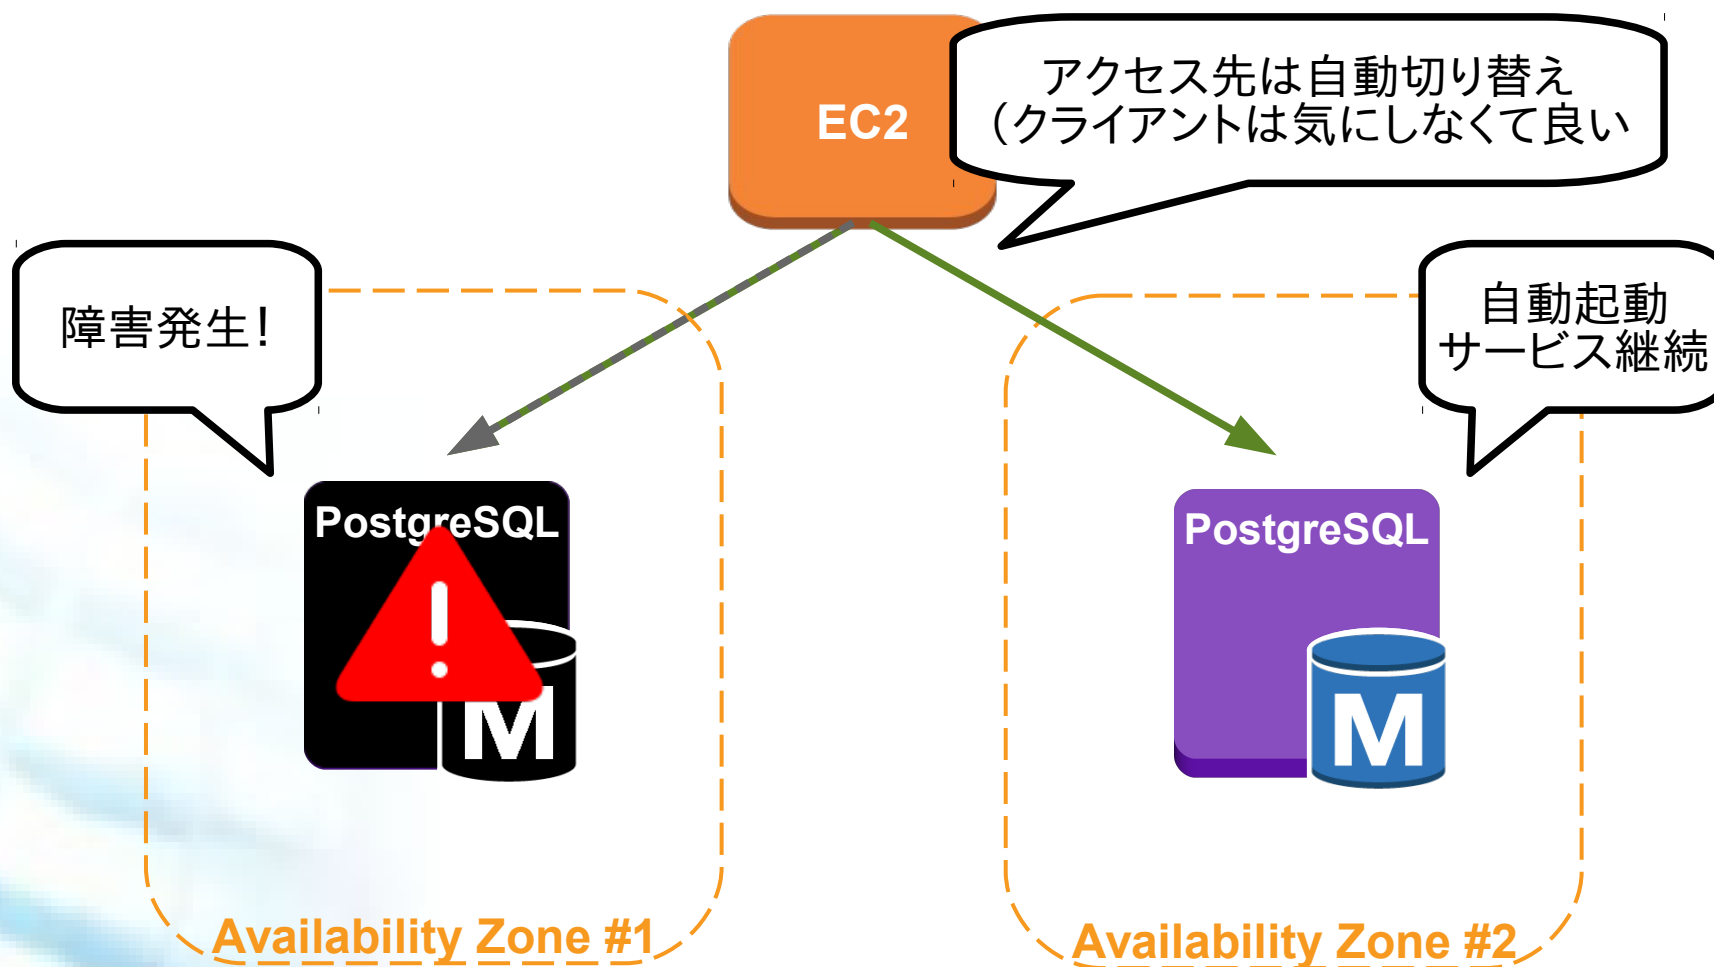 EC2
アクセス先は自動切り替え
(クライアントは気にしなくて良い
障害発生!
自動起動
サービス継続
PostgreSQL
M
Availability Zone #1
PostgreSQL
M
Availability Zone #2